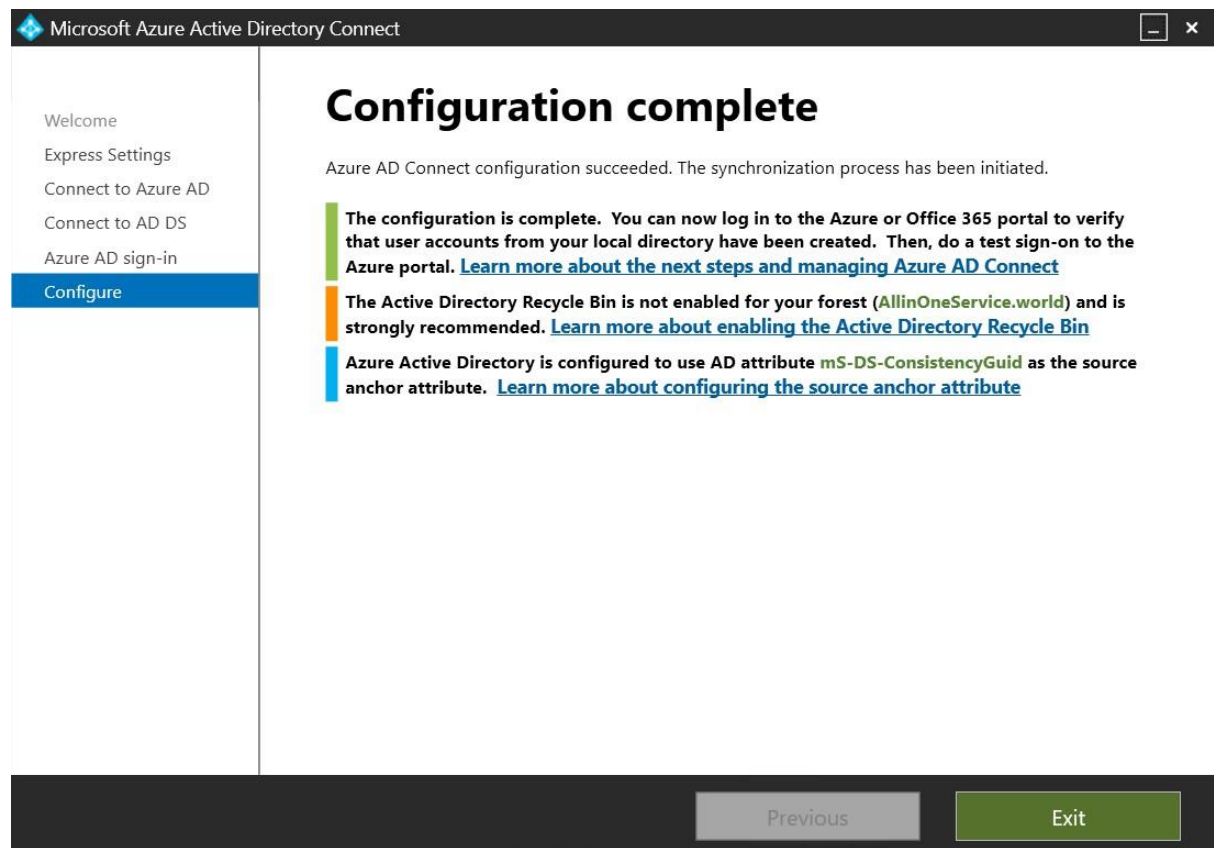 Microsoft Azure Active Directory Connect
Welcome
Express Settings
Connect to Azure AD
Connect to AD DS
Azure AD sign-in
Configure
Configuration complete
Azure AD Connect configuration succeeded. The synchronization process has been initiated.
The configuration is complete. You can now log in to the Azure or Office 365 portal to verify
that user accounts from your local directory have been created. Then, do a test sign-on to the
Azure portal. Learn more about the next steps and managing Azure AD Connect
The Active Directory Recycle Bin is not enabled for your forest (AllinOneService.world) and is
strongly recommended. Learn more about enabling the Active Directory Recycle Bin
Azure Active Directory is configured to use AD attribute mS-DS-ConsistencyGuid as the source
anchor attribute. Learn more about configuring the source anchor attribute
Previous
Exit